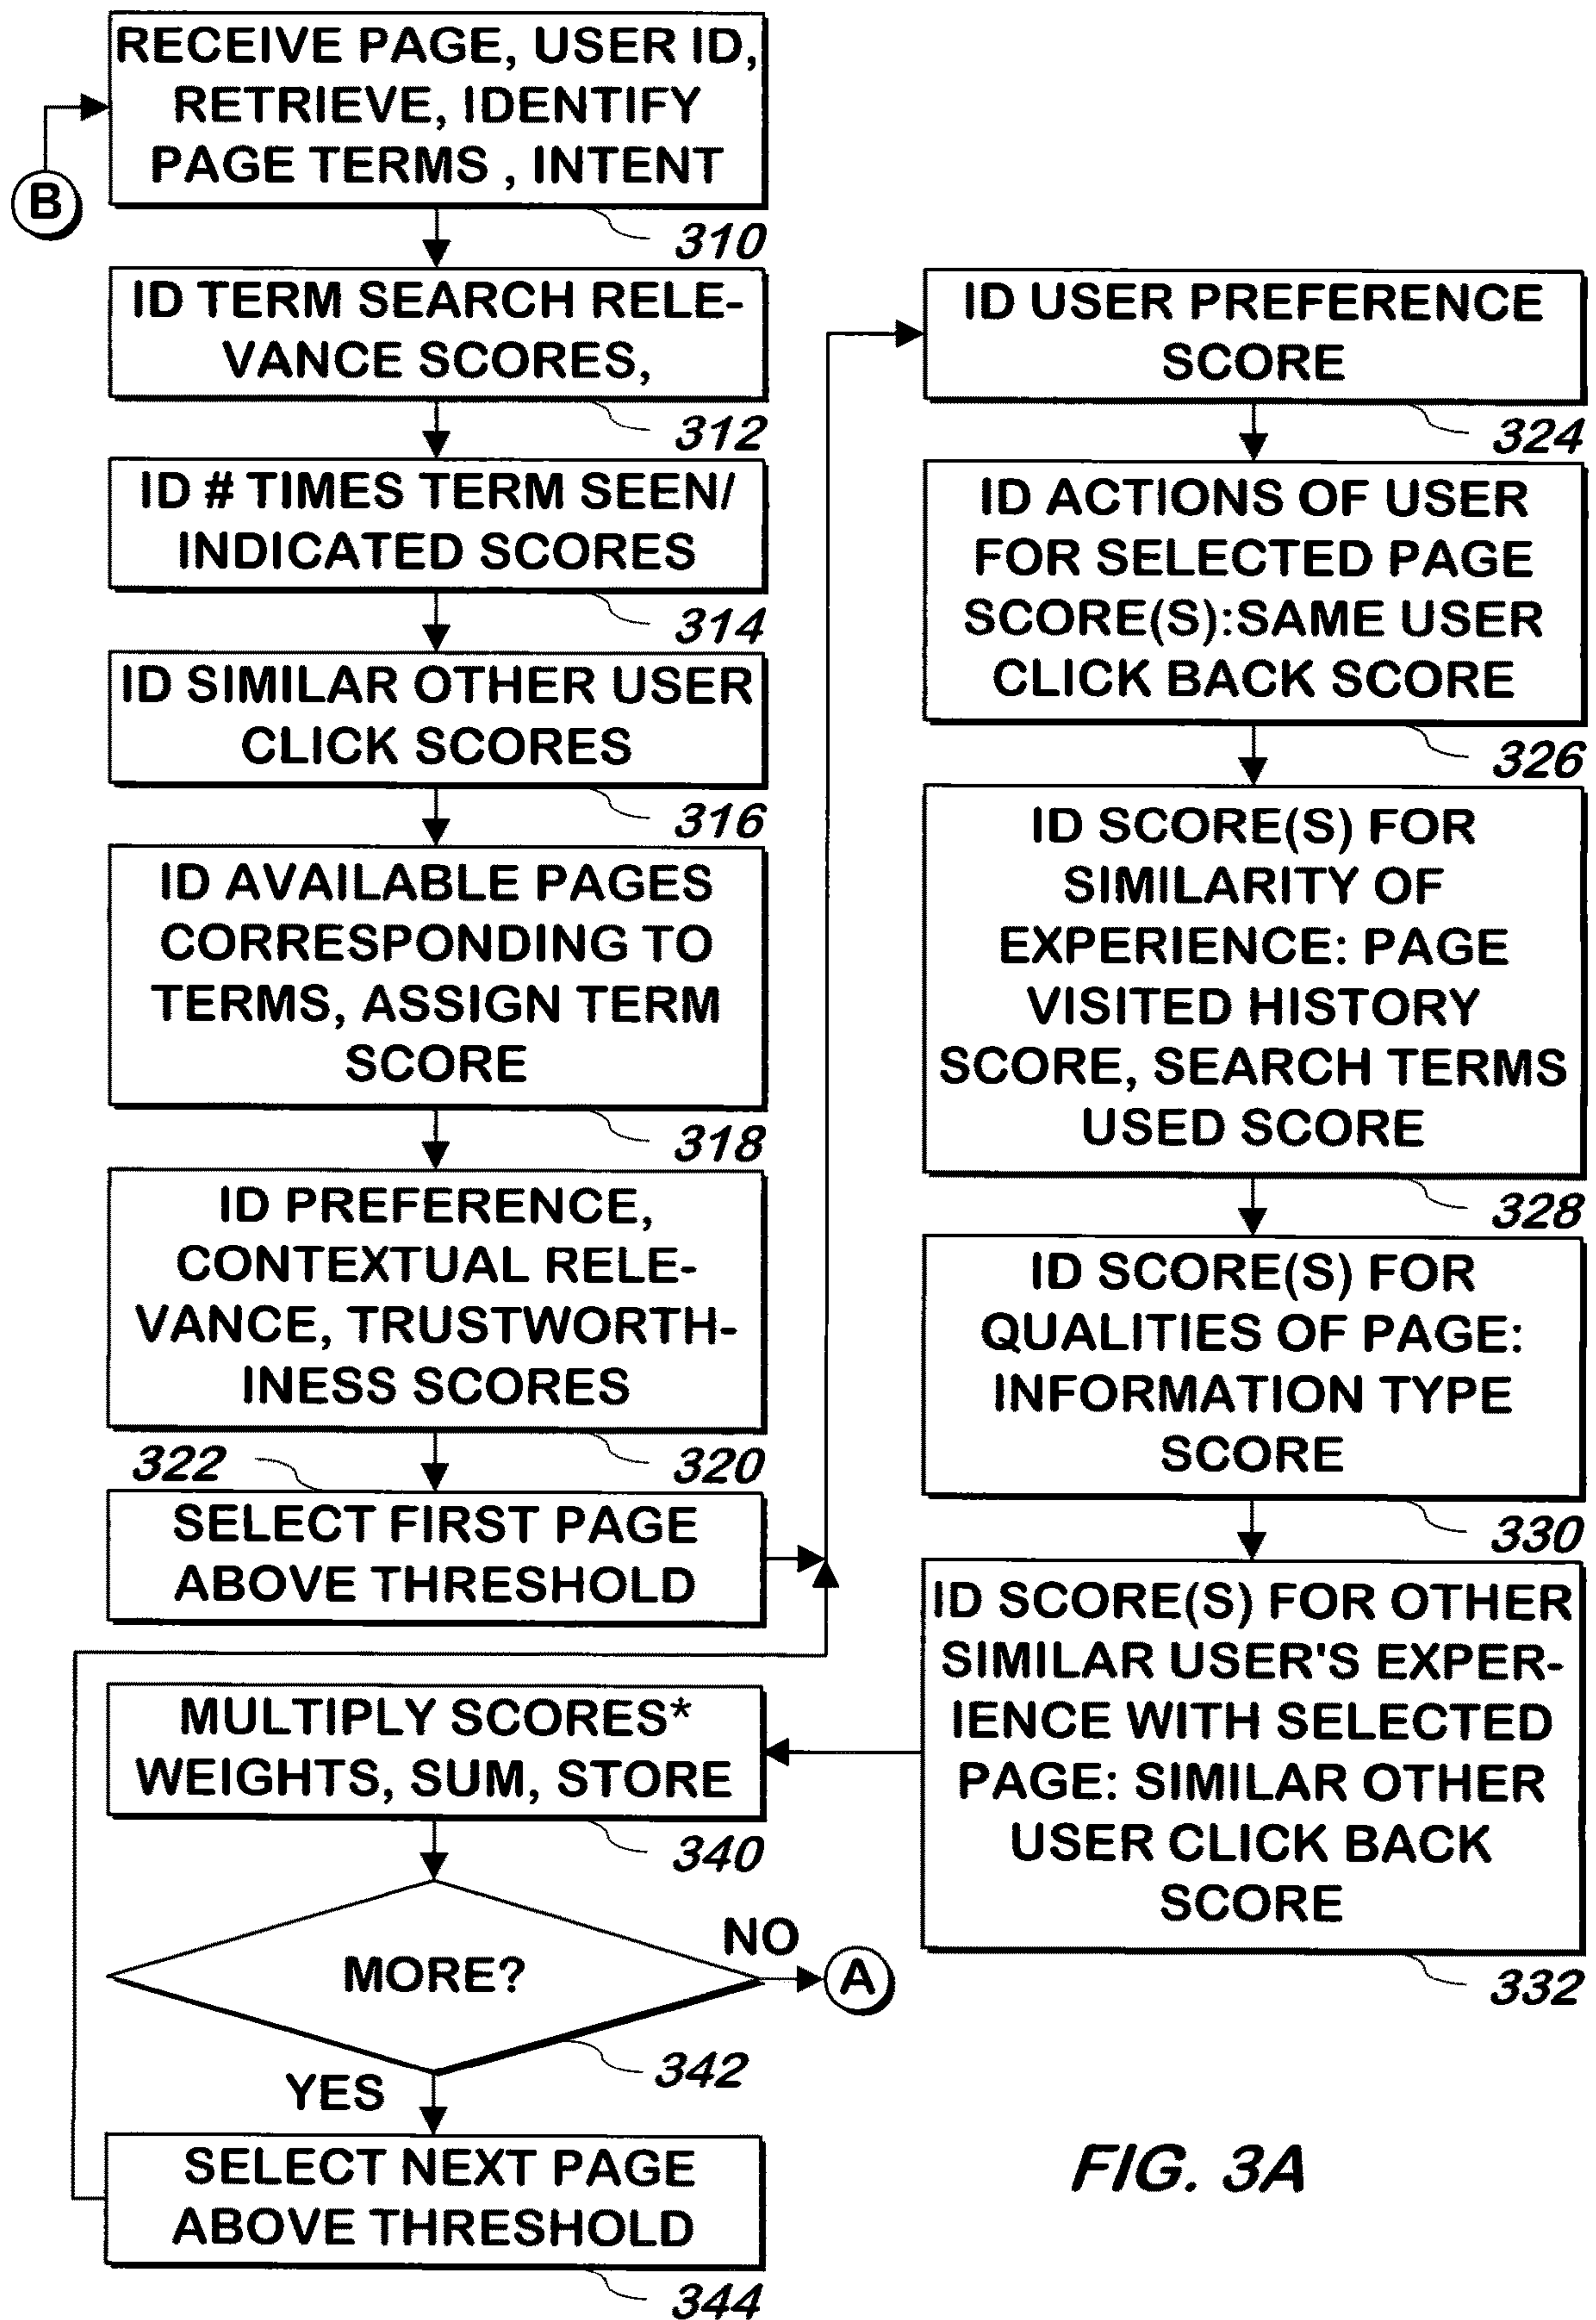 RECEIVE PAGE, USER ID,
RETRIEVE, IDENTIFY
PAGE TERMS , INTENT
B
310
ID TERM SEARCH RELE-
VANCE SCORES,
312
ID # TIMES TERM SEEN/
INDICATED SCORES
314
ID SIMILAR OTHER USER
CLICK SCORES
316
ID AVAILABLE PAGES
CORRESPONDING TO
TERMS, ASSIGN TERM
SCORE
318
ID PREFERENCE,
CONTEXTUAL RELE-
VANCE, TRUSTWORTH-
INESS SCORES
320
322
SELECT FIRST PAGE
ABOVE THRESHOLD
ID USER PREFERENCE
SCORE
324
ID ACTIONS OF USER
FOR SELECTED PAGE
SCORE(S):SAME USER
CLICK BACK SCORE
326
ID SCORE(S) FOR
SIMILARITY OF
EXPERIENCE: PAGE
VISITED HISTORY
SCORE, SEARCH TERMS
USED SCORE
328
ID SCORE(S) FOR
QUALITIES OF PAGE:
INFORMATION TYPE
SCORE
330
ID SCORE(S) FOR OTHER
SIMILAR USER'S EXPER-
IENCE WITH SELECTED
PAGE: SIMILAR OTHER
USER CLICK BACK
SCORE
332
MULTIPLY SCORES*
WEIGHTS, SUM, STORE
340
MORE?
NO
A
342
YES
SELECT NEXT PAGE
ABOVE THRESHOLD
344
FIG. 3A